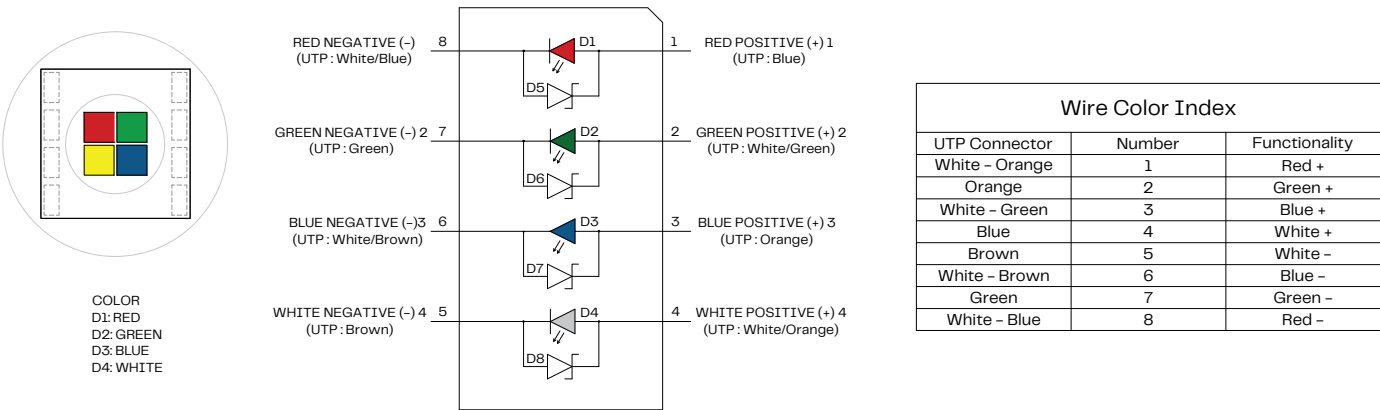 COLOR
D1: RED
D2: GREEN
D3: BLUE
D4: WHITE
RED NEGATIVE (-) 8
(UTP : White/Blue)
D1
D5
1 RED POSITIVE (+) 1
(UTP : Blue)
GREEN NEGATIVE (-) 2 7
(UTP : Green)
D2
D6
2 GREEN POSITIVE (+) 2
(UTP : White/Green)
BLUE NEGATIVE (-)3 6
(UTP : White/Brown)
D3
D7
3 BLUE POSITIVE (+) 3
(UTP : Orange)
WHITE NEGATIVE (-) 4 5
(UTP : Brown)
D4
D8
4 WHITE POSITIVE (+) 4
(UTP : White/Orange)
Wire Color Index
UTP Connector Number Functionality
White - Orange 1 Red +
Orange 2 Green +
White - Green 3 Blue +
Blue 4 White +
Brown 5 White -
White - Brown 6 Blue -
Green 7 Green -
White - Blue 8 Red -